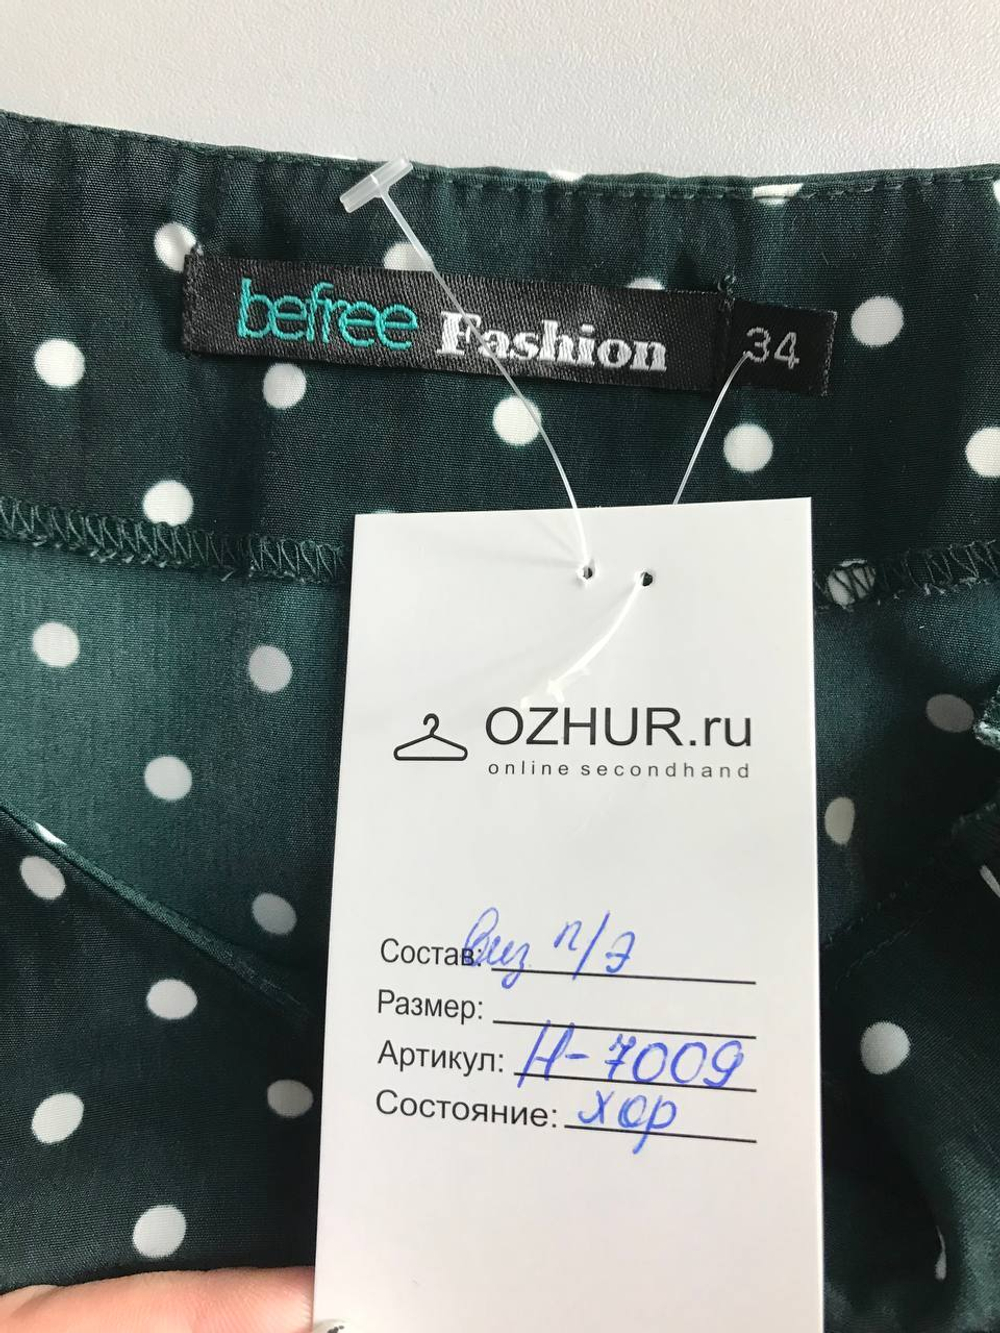 befree Fashion 34
OZHUR.ru
online secondhand
Состав: Виз п/э
Размер:
Артикул: Н-7009
Состояние: хор